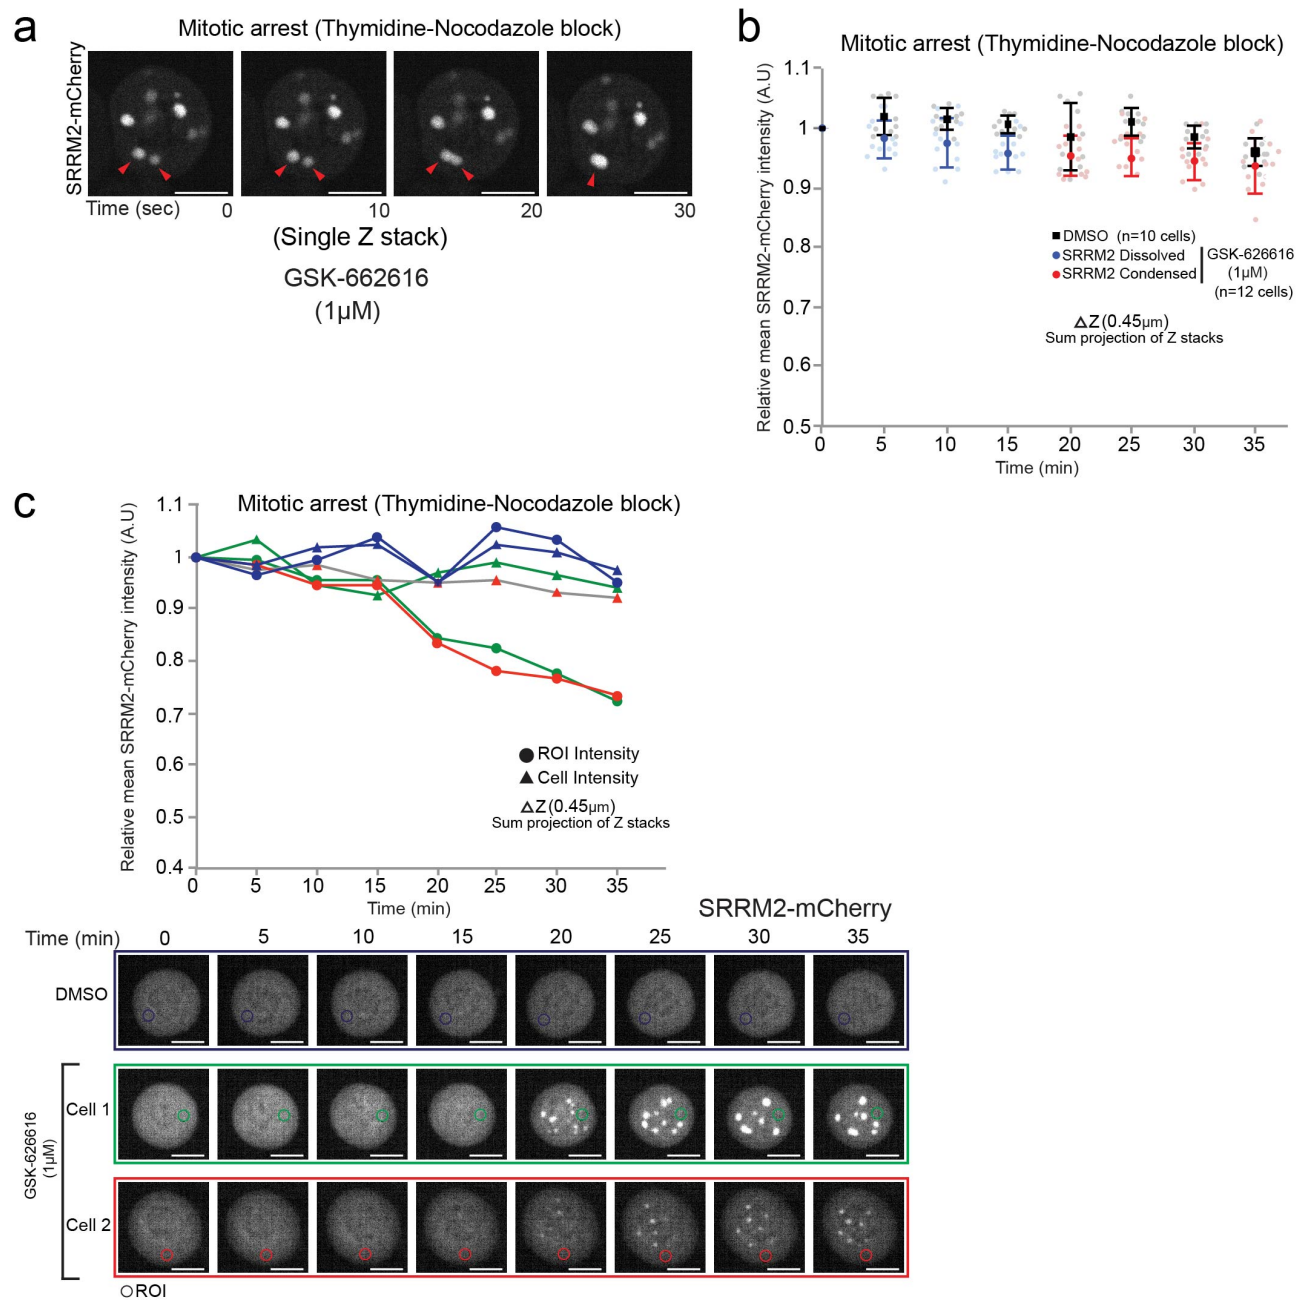 a
Mitotic arrest (Thymidine-Nocodazole block)
SRRM2-mCherry
Time (sec) 0 10 20 30
(Single Z stack)
GSK-662616
(1µM)
b
Mitotic arrest (Thymidine-Nocodazole block)
Relative mean SRRM2-mCherry intensity (A.U)
1.1
1
0.9
0.8
0.7
0.6
0.5
0 5 10 15 20 25 30 35
Time (min)
DMSO (n=10 cells)
SRRM2 Dissolved
SRRM2 Condensed
GSK-626616
(1µM)
(n=12 cells)
△Z(0.45µm)
Sum projection of Z stacks
c
Mitotic arrest (Thymidine-Nocodazole block)
Relative mean SRRM2-mCherry intensity (A.U)
1.1
1
0.9
0.8
0.7
0.6
0.5
0.4
ROI Intensity
Cell Intensity
△Z(0.45µm)
Sum projection of Z stacks
0 5 10 15 20 25 30 35
Time (min)
SRRM2-mCherry
Time (min) 0 5 10 15 20 25 30 35
DMSO
GSK-626616
(1µM)
Cell 1
Cell 2
ROI